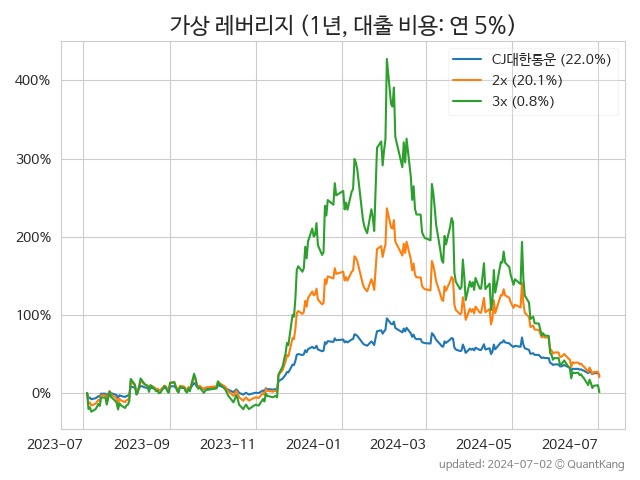 가상 레버리지 (1년, 대출 비용: 연 5%)
CJ대한통운 (22.0%)
2x (20.1%)
3x (0.8%)
400%
300%
200%
100%
0%
2023-07 2023-09 2023-11 2024-01 2024-03 2024-05 2024-07
updated: 2024-07-02 © QuantKang